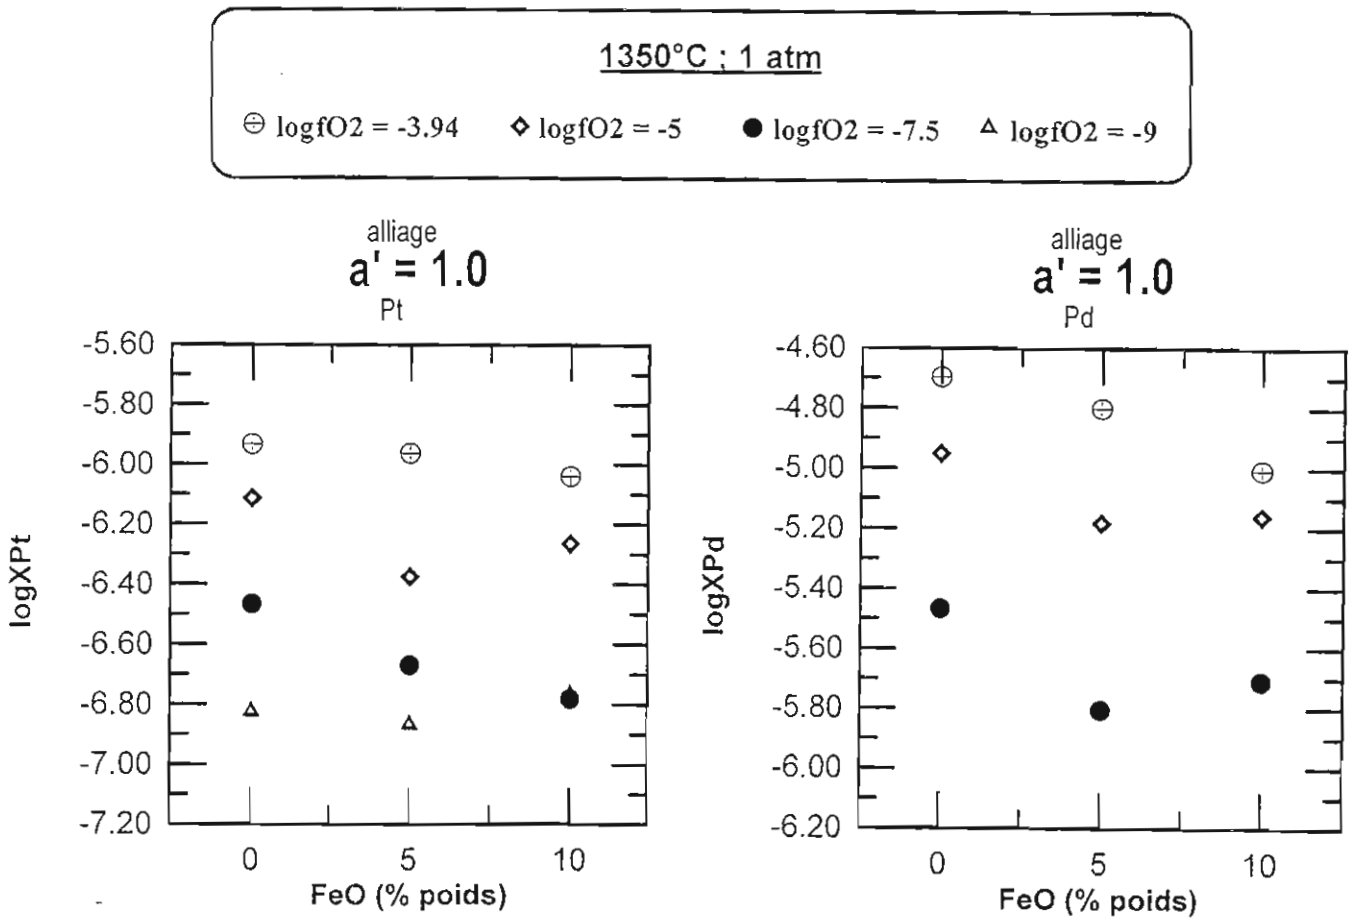 1350°C ; 1 atm
logfO2 = -3.94 logfO2 = -5 logfO2 = -7.5 logfO2 = -9
alliage
a' = 1.0
Pt
-5.60
-5.80
-6.00
-6.20
-6.40
-6.60
-6.80
-7.00
-7.20
logXPt
0 5 10
FeO (% poids)
alliage
a' = 1.0
Pd
-4.60
-4.80
-5.00
-5.20
-5.40
-5.60
-5.80
-6.00
-6.20
logXPd
0 5 10
FeO (% poids)